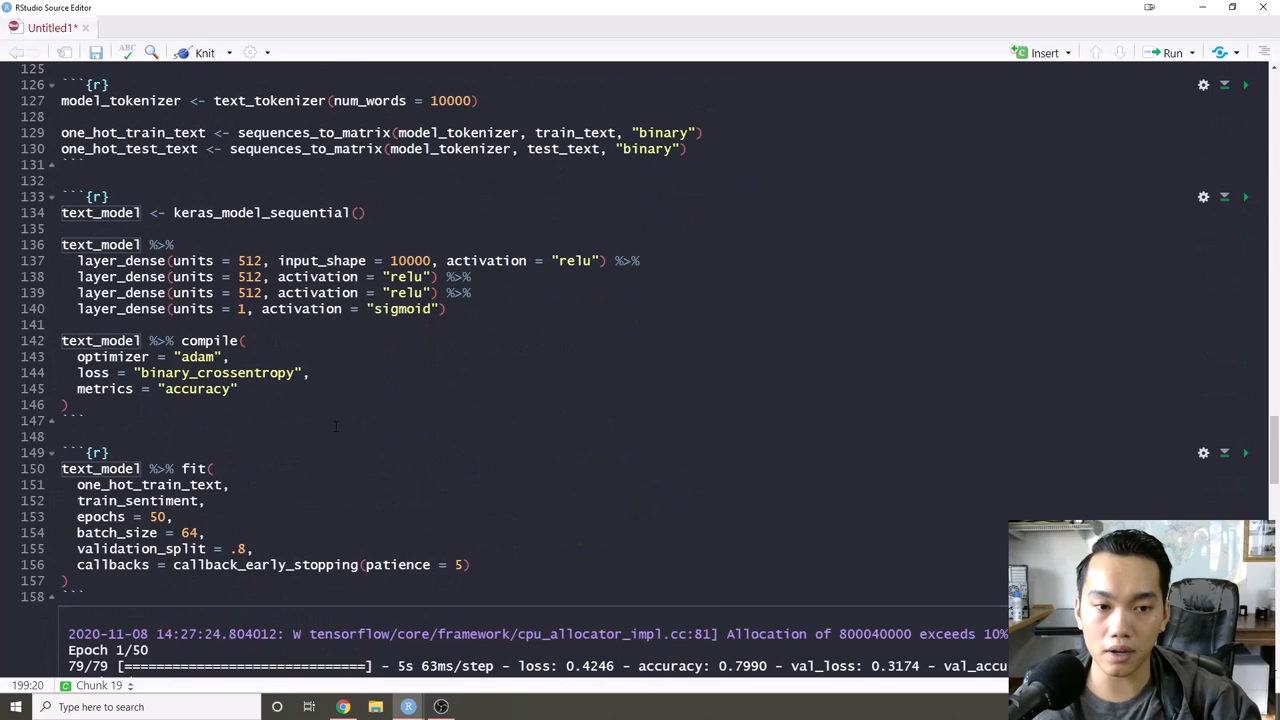 RStudio Source Editor
Untitled1*
ABC Knit Insert Run
125
126 ```{r}
127 model_tokenizer <- text_tokenizer(num_words = 10000)
128
129 one_hot_train_text <- sequences_to_matrix(model_tokenizer, train_text, "binary")
130 one_hot_test_text <- sequences_to_matrix(model_tokenizer, test_text, "binary")
131 ```
132
133 ```{r}
134 text_model <- keras_model_sequential()
135
136 text_model %>%
137 layer_dense(units = 512, input_shape = 10000, activation = "relu") %>%
138 layer_dense(units = 512, activation = "relu") %>%
139 layer_dense(units = 512, activation = "relu") %>%
140 layer_dense(units = 1, activation = "sigmoid")
141
142 text_model %>% compile(
143 optimizer = "adam",
144 loss = "binary_crossentropy",
145 metrics = "accuracy"
146 )
147 ```
148
149 ```{r}
150 text_model %>% fit(
151 one_hot_train_text,
152 train_sentiment,
153 epochs = 50,
154 batch_size = 64,
155 validation_split = .8,
156 callbacks = callback_early_stopping(patience = 5)
157 )
158 ```
2020-11-08 14:27:24.804012: W tensorflow/core/framework/cpu_allocator_impl.cc:81] Allocation of 800040000 exceeds 10%
Epoch 1/50
79/79 [==============================] - 5s 63ms/step - loss: 0.4246 - accuracy: 0.7990 - val_loss: 0.3174 - val_accu
199:20 Chunk 19
Type here to search